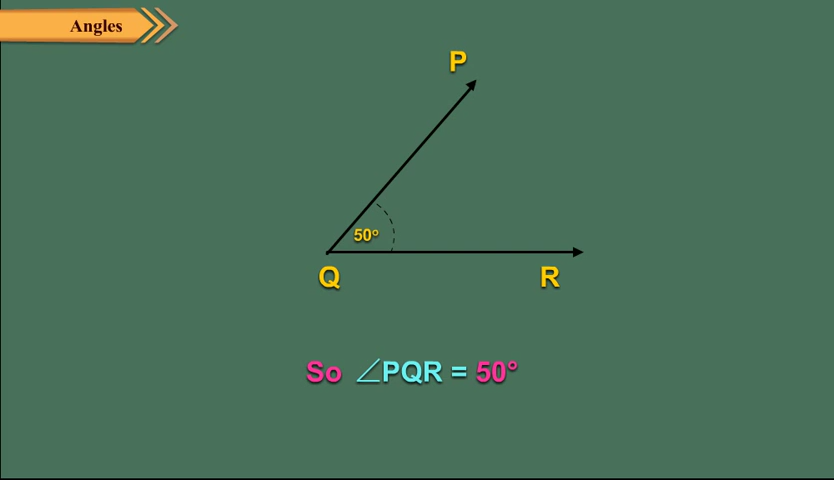 Angles
P
50°
Q
R
So ∠PQR = 50°